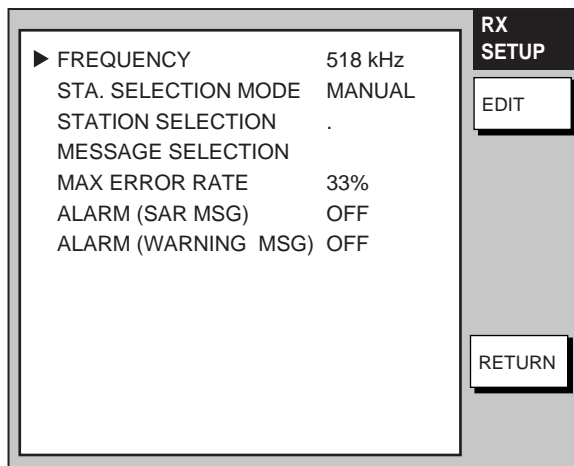 RX
SETUP
FREQUENCY 518 kHz
STA. SELECTION MODE MANUAL
STATION SELECTION .
MESSAGE SELECTION
MAX ERROR RATE 33%
ALARM (SAR MSG) OFF
ALARM (WARNING MSG) OFF
EDIT
RETURN